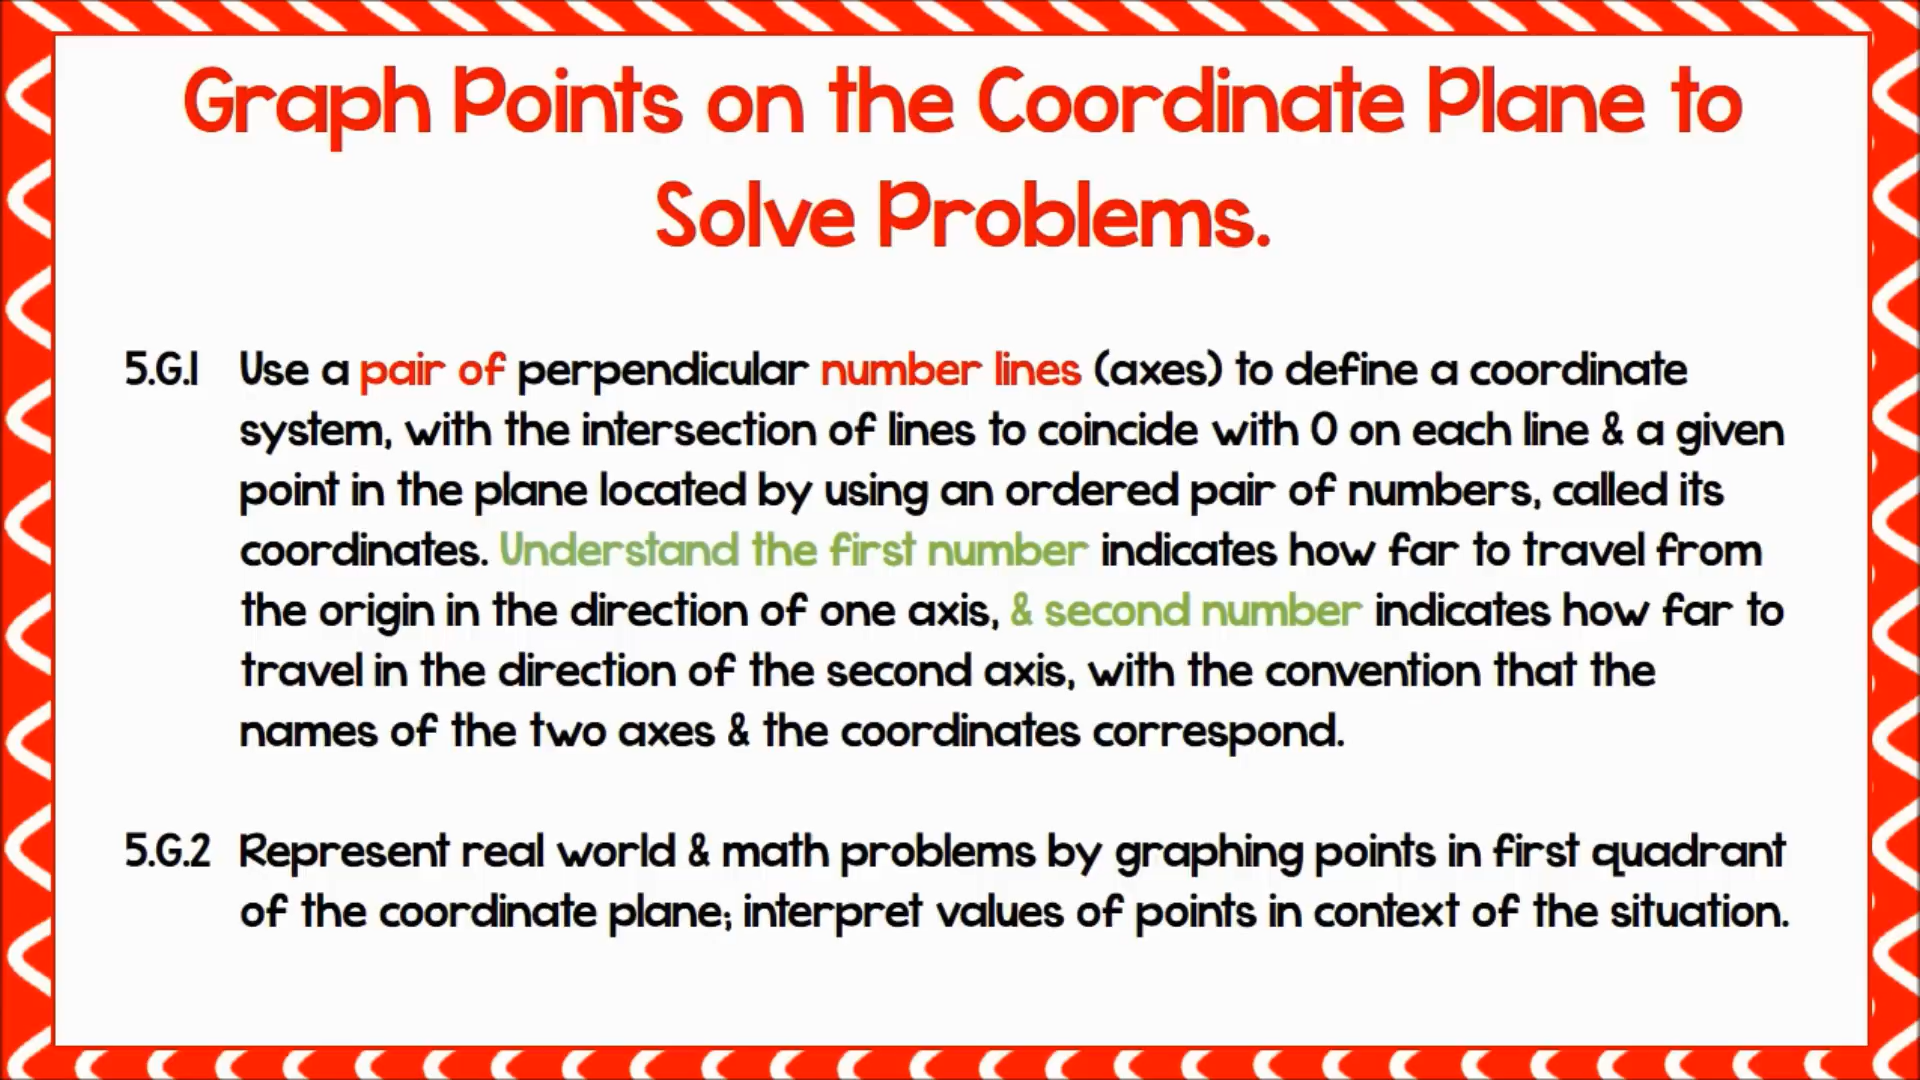 Graph Points on the Coordinate Plane to
Solve Problems.
5.G.1 Use a pair of perpendicular number lines (axes) to define a coordinate
system, with the intersection of lines to coincide with 0 on each line & a given
point in the plane located by using an ordered pair of numbers, called its
coordinates. Understand the first number indicates how far to travel from
the origin in the direction of one axis, & second number indicates how far to
travel in the direction of the second axis, with the convention that the
names of the two axes & the coordinates correspond.
5.G.2 Represent real world & math problems by graphing points in first quadrant
of the coordinate plane; interpret values of points in context of the situation.